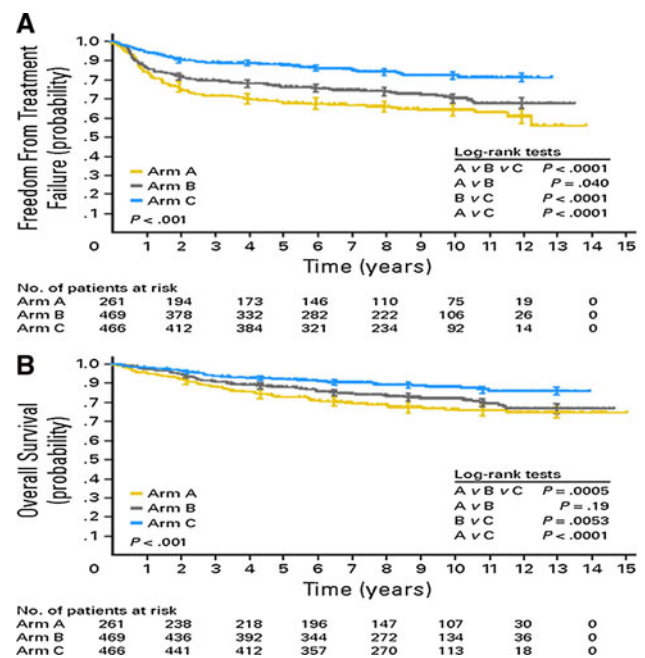 A
Freedom From Treatment
Failure (probability)
1.0
.9
.8
.7
.6
.5
.4
.3
.2
.1
0
Arm A
Arm B
Arm C
P < .001
Log-rank tests
A v B v C P < .0001
A v B P = .040
B v C P < .0001
A v C P < .0001
1 2 3 4 5 6 7 8 9 10 11 12 13 14 15
Time (years)
No. of patients at risk
Arm A 261 194 173 146 110 75 19 0
Arm B 469 378 332 282 222 106 26 0
Arm C 466 412 384 321 234 92 14 0
B
Overall Survival
(probability)
1.0
.9
.8
.7
.6
.5
.4
.3
.2
.1
0
Arm A
Arm B
Arm C
P < .001
Log-rank tests
A v B v C P = .0005
A v B P = .19
B v C P = .0053
A v C P < .0001
1 2 3 4 5 6 7 8 9 10 11 12 13 14 15
Time (years)
No. of patients at risk
Arm A 261 238 218 196 147 107 30 0
Arm B 469 436 392 344 272 134 36 0
Arm C 466 441 412 357 270 113 18 0